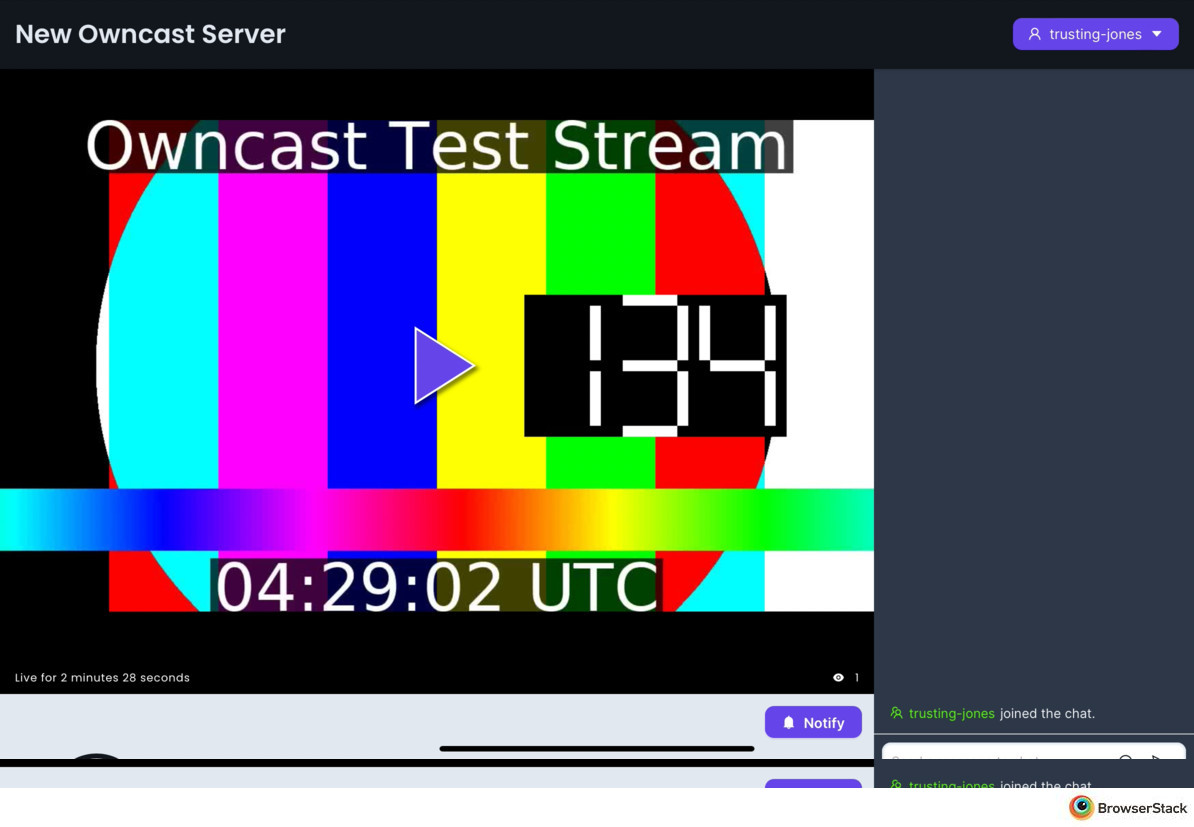 New Owncast Server
trusting-jones
Owncast Test Stream
134
04:29:02 UTC
Live for 2 minutes 28 seconds
1
Notify
trusting-jones joined the chat.
trusting-jones joined the chat
BrowserStack